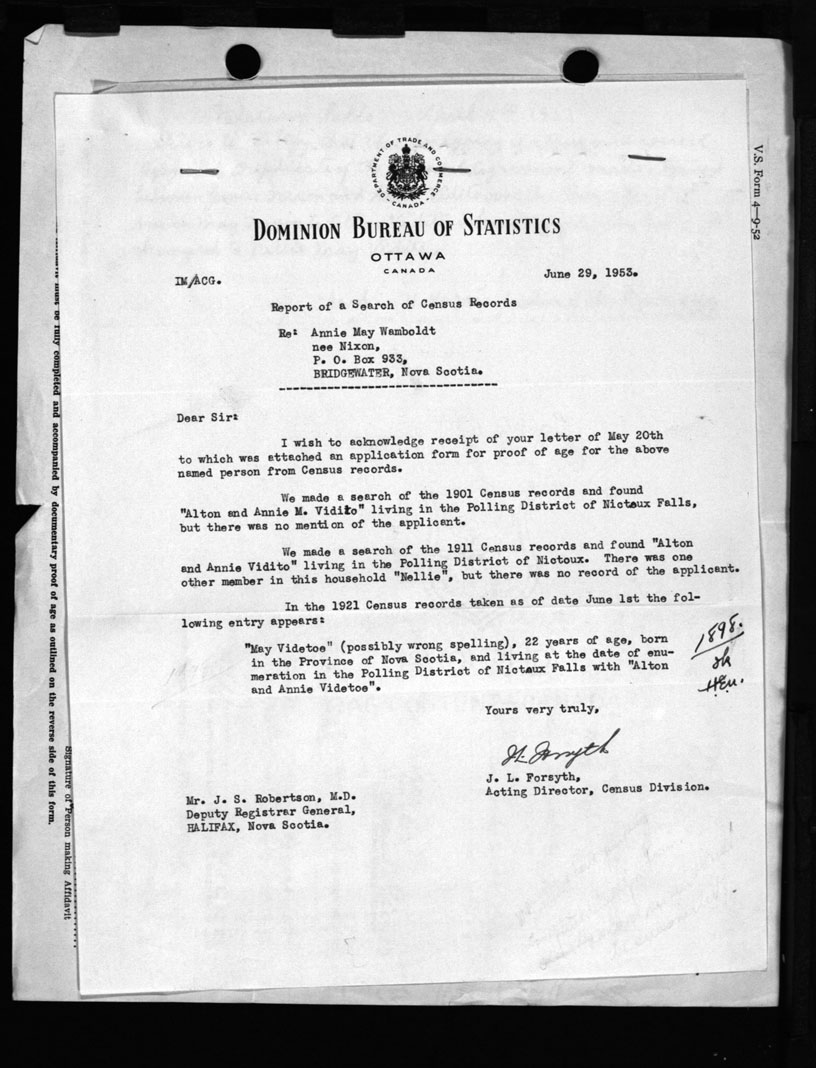 V.S. Form 4—9-52
DEPARTMENT OF TRADE AND COMMERCE
CANADA
DOMINION BUREAU OF STATISTICS
OTTAWA
CANADA
IM/ACG.
June 29, 1953.
Report of a Search of Census Records
Re: Annie May Wamboldt
nee Nixon,
P. O. Box 933,
BRIDGEWATER, Nova Scotia.
Dear Sir:
I wish to acknowledge receipt of your letter of May 20th
to which was attached an application form for proof of age for the above
named person from Census records.
We made a search of the 1901 Census records and found
"Alton and Annie M. Vidito" living in the Polling District of Nictaux Falls,
but there was no mention of the applicant.
We made a search of the 1911 Census records and found "Alton
and Annie Vidito" living in the Polling District of Nictoux. There was one
other member in this household "Nellie", but there was no record of the applicant.
In the 1921 Census records taken as of date June 1st the fol-
lowing entry appears:
"May Videtoe" (possibly wrong spelling), 22 years of age, born
in the Province of Nova Scotia, and living at the date of enu-
meration in the Polling District of Nictaux Falls with "Alton
and Annie Videtoe".
1898.
Yours very truly,
J. L. Forsyth,
Acting Director, Census Division.
Mr. J. S. Robertson, M.D.
Deputy Registrar General,
HALIFAX, Nova Scotia.
must be fully completed and accompanied by documentary proof of age as outlined on the reverse side of this form.
Signature of Person making Affidavit